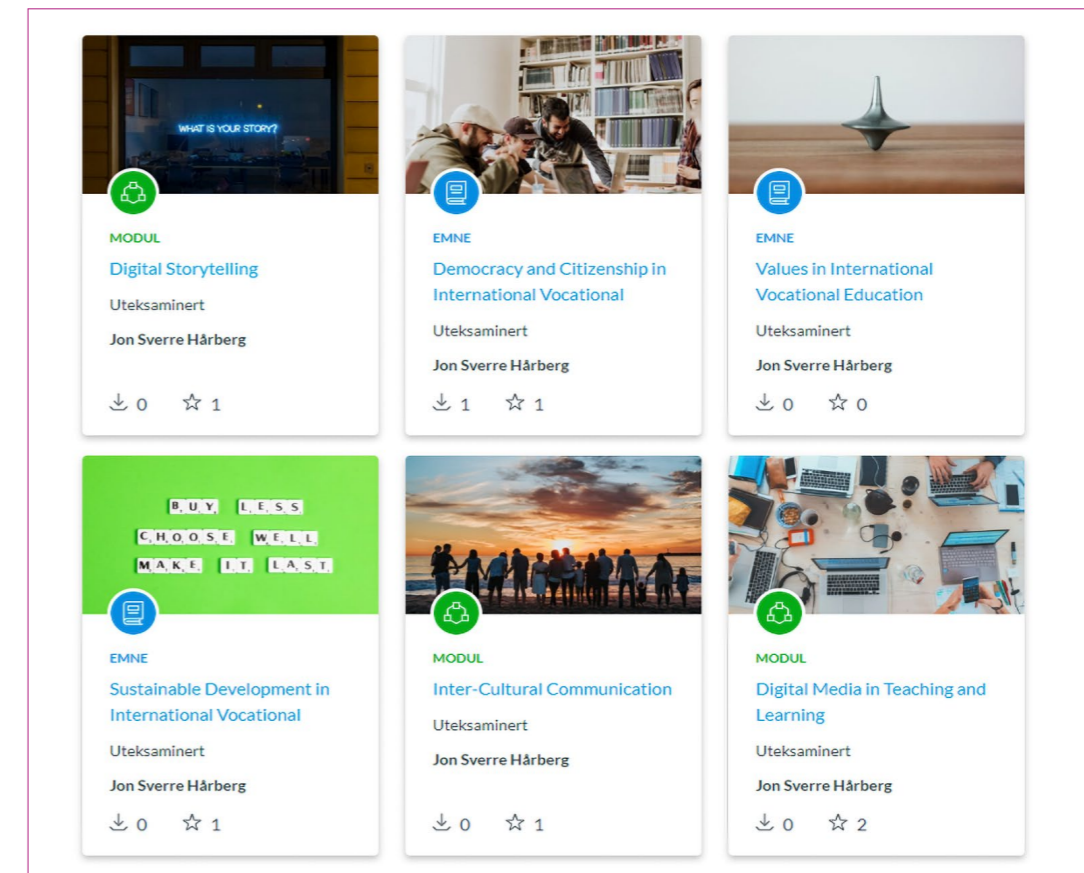 WHAT IS YOUR STORY?
MODUL
Digital Storytelling
Uteksaminert
Jon Sverre Hårberg
0 1
EMNE
Democracy and Citizenship in
International Vocational
Uteksaminert
Jon Sverre Hårberg
1 1
EMNE
Values in International
Vocational Education
Uteksaminert
Jon Sverre Hårberg
0 0
BUY LESS
CHOOSE WELL
MAKE IT LAST
EMNE
Sustainable Development in
International Vocational
Uteksaminert
Jon Sverre Hårberg
0 1
MODUL
Inter-Cultural Communication
Uteksaminert
Jon Sverre Hårberg
0 1
MODUL
Digital Media in Teaching and
Learning
Uteksaminert
Jon Sverre Hårberg
0 2